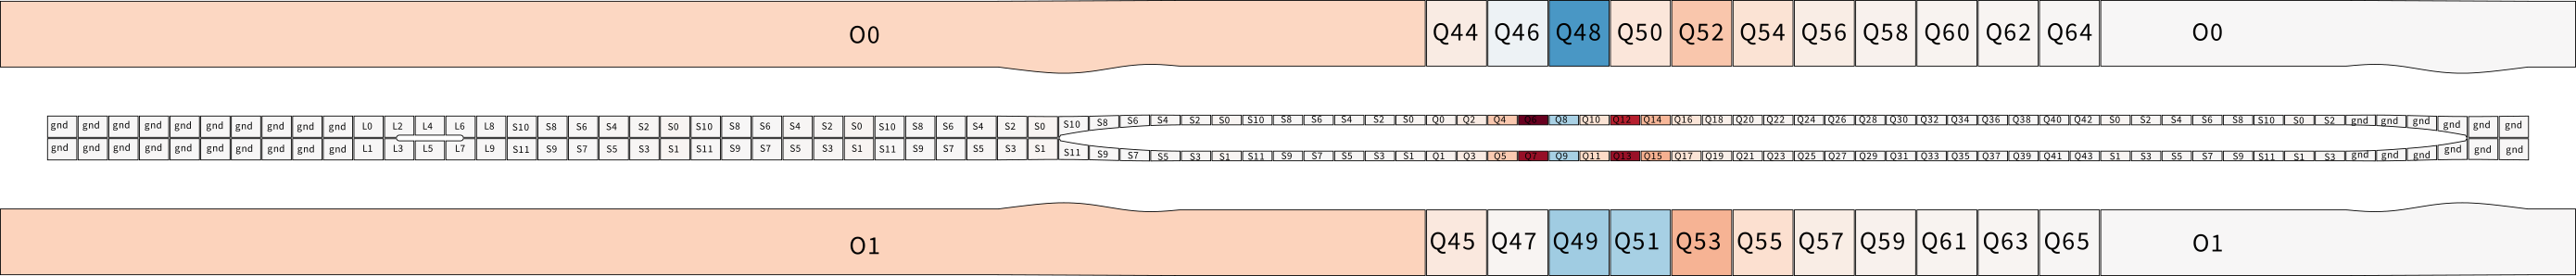 O0 Q44 Q46 Q48 Q50 Q52 Q54 Q56 Q58 Q60 Q62 Q64 O0
gnd gnd gnd gnd gnd gnd gnd gnd gnd gnd L0 L2 L4 L6 L8 S10 S8 S6 S4 S2 S0 S10 S8 S6 S4 S2 S0 S10 S8 S6 S4 S2 S0 S10 S8 S6 S4 S2 S0 S10 S8 S6 S4 S2 S0 Q0 Q2 Q4 Q6 Q8 Q10 Q12 Q14 Q16 Q18 Q20 Q22 Q24 Q26 Q28 Q30 Q32 Q34 Q36 Q38 Q40 Q42 S0 S2 S4 S6 S8 S10 S0 S2 gnd gnd gnd gnd gnd gnd
gnd gnd gnd gnd gnd gnd gnd gnd gnd gnd L1 L3 L5 L7 L9 S11 S9 S7 S5 S3 S1 S11 S9 S7 S5 S3 S1 S11 S9 S7 S5 S3 S1 S11 S9 S7 S5 S3 S1 S11 S9 S7 S5 S3 S1 Q1 Q3 Q5 Q7 Q9 Q11 Q13 Q15 Q17 Q19 Q21 Q23 Q25 Q27 Q29 Q31 Q33 Q35 Q37 Q39 Q41 Q43 S1 S3 S5 S7 S9 S11 S1 S3 gnd gnd gnd gnd gnd gnd
O1 Q45 Q47 Q49 Q51 Q53 Q55 Q57 Q59 Q61 Q63 Q65 O1